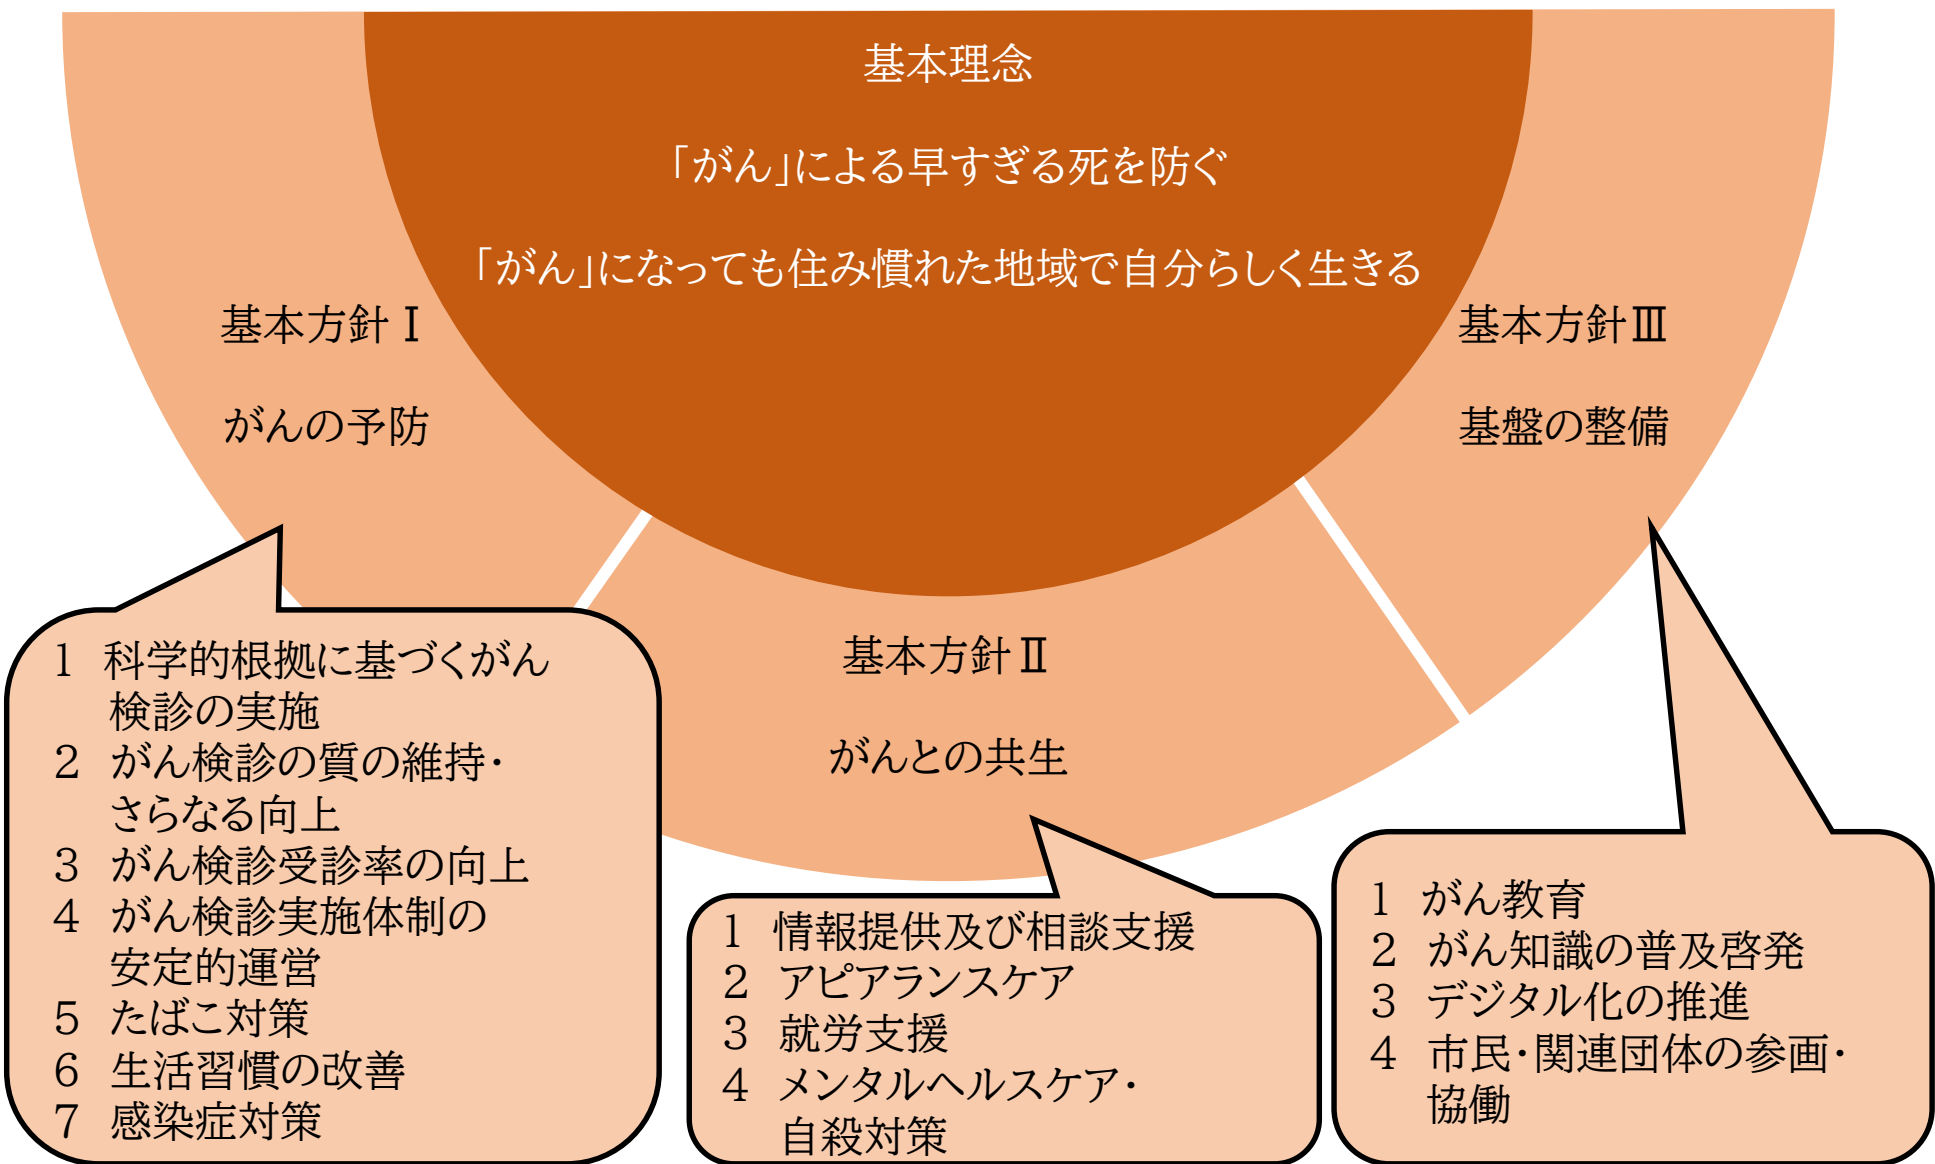 基本理念
「がん」による早すぎる死を防ぐ
「がん」になっても住み慣れた地域で自分らしく生きる
基本方針Ⅰ
がんの予防
基本方針Ⅱ
がんとの共生
基本方針Ⅲ
基盤の整備
1 科学的根拠に基づくがん
検診の実施
2 がん検診の質の維持・
さらなる向上
3 がん検診受診率の向上
4 がん検診実施体制の
安定的運営
5 たばこ対策
6 生活習慣の改善
7 感染症対策
1 情報提供及び相談支援
2 アピアランスケア
3 就労支援
4 メンタルヘルスケア・
自殺対策
1 がん教育
2 がん知識の普及啓発
3 デジタル化の推進
4 市民・関連団体の参画・
協働